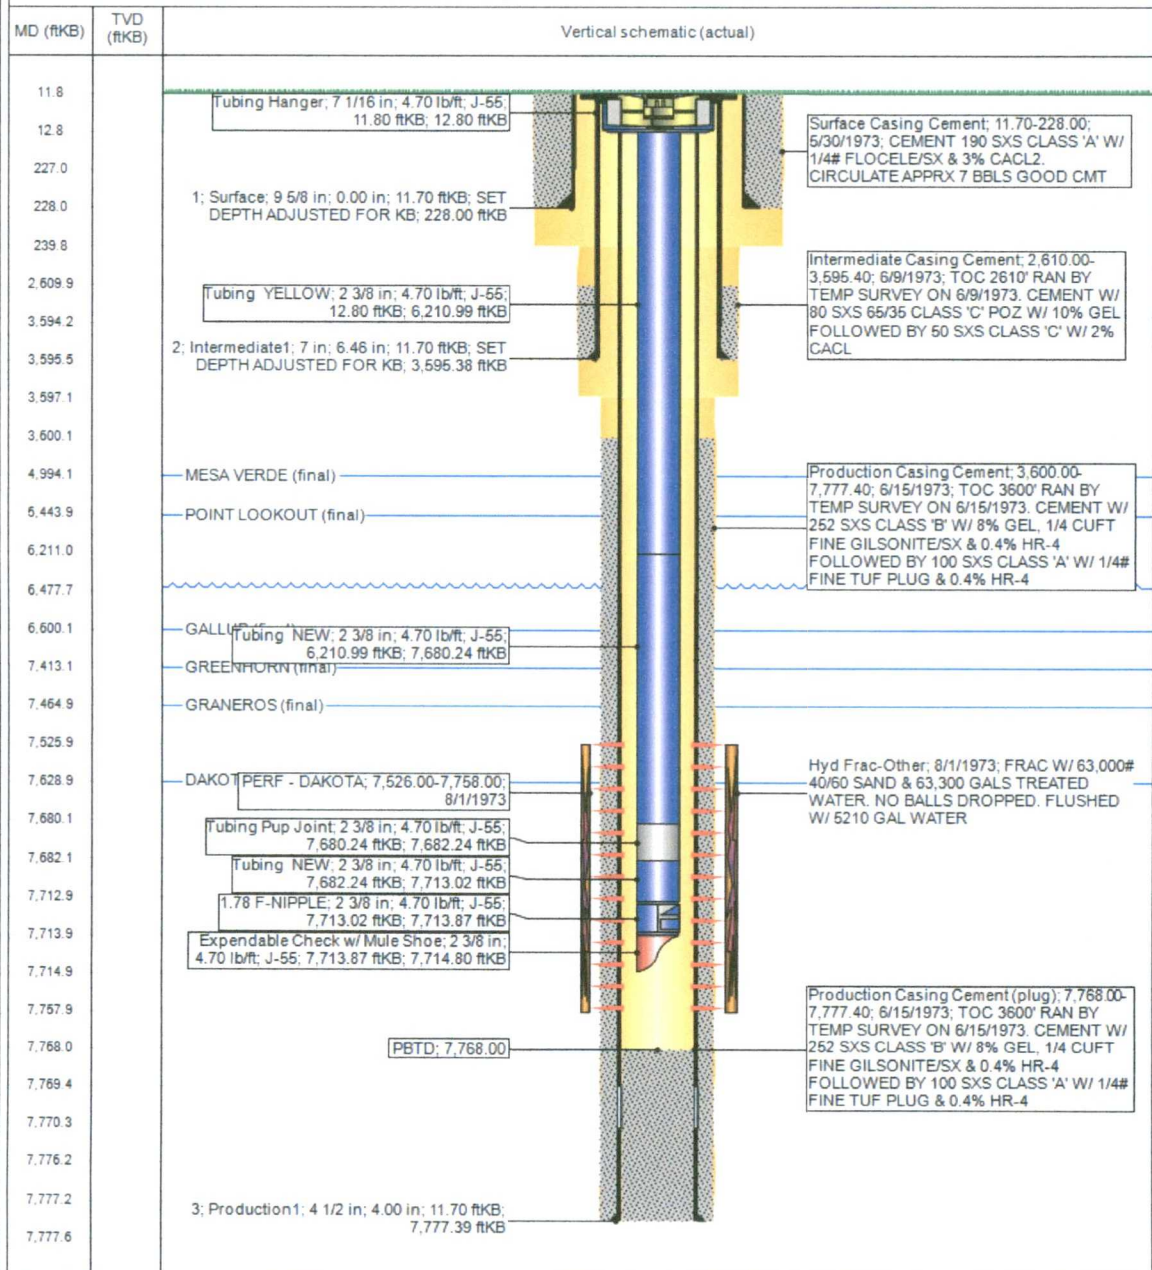 MD (ftKB)
TVD
(ftKB)
Vertical schematic (actual)
11.8
12.8
227.0
228.0
239.8
2,609.9
3,594.2
3,595.5
3,597.1
3,600.1
4,994.1
5,443.9
6,211.0
6,477.7
6,600.1
7,413.1
7,464.9
7,525.9
7,628.9
7,680.1
7,682.1
7,712.9
7,713.9
7,714.9
7,757.9
7,768.0
7,769.4
7,770.3
7,776.2
7,777.2
7,777.6
Tubing Hanger; 7 1/16 in; 4.70 lb/ft; J-55;
11.80 ftKB; 12.80 ftKB
1; Surface; 9 5/8 in; 0.00 in; 11.70 ftKB; SET
DEPTH ADJUSTED FOR KB; 228.00 ftKB
Tubing YELLOW; 2 3/8 in; 4.70 lb/ft; J-55;
12.80 ftKB; 6,210.99 ftKB
2; Intermediate1; 7 in; 6.46 in; 11.70 ftKB; SET
DEPTH ADJUSTED FOR KB; 3,595.38 ftKB
MESA VERDE (final)
POINT LOOKOUT (final)
Tubing NEW; 2 3/8 in; 4.70 lb/ft; J-55;
6,210.99 ftKB; 7,680.24 ftKB
GREENHORN (final)
GRANEROS (final)
PERF - DAKOTA; 7,526.00-7,758.00;
8/1/1973
Tubing Pup Joint; 2 3/8 in; 4.70 lb/ft; J-55;
7,680.24 ftKB; 7,682.24 ftKB
Tubing NEW; 2 3/8 in; 4.70 lb/ft; J-55;
7,682.24 ftKB; 7,713.02 ftKB
1.78 F-NIPPLE; 2 3/8 in; 4.70 lb/ft; J-55;
7,713.02 ftKB; 7,713.87 ftKB
Expendable Check w/ Mule Shoe; 2 3/8 in;
4.70 lb/ft; J-55; 7,713.87 ftKB; 7,714.80 ftKB
PBTD; 7,768.00
3; Production1; 4 1/2 in; 4.00 in; 11.70 ftKB;
7,777.39 ftKB
Surface Casing Cement; 11.70-228.00;
5/30/1973; CEMENT 190 SXS CLASS 'A' W/
1/4# FLOCELE/SX & 3% CACL2.
CIRCULATE APPRX 7 BBLS GOOD CMT
Intermediate Casing Cement; 2,610.00-
3,595.40; 6/9/1973; TOC 2610' RAN BY
TEMP SURVEY ON 6/9/1973. CEMENT W/
80 SXS 65/35 CLASS 'C' POZ W/ 10% GEL
FOLLOWED BY 50 SXS CLASS 'C' W/ 2%
CACL
Production Casing Cement; 3,600.00-
7,777.40; 6/15/1973; TOC 3600' RAN BY
TEMP SURVEY ON 6/15/1973. CEMENT W/
252 SXS CLASS 'B' W/ 8% GEL, 1/4 CUFT
FINE GILSONITE/SX & 0.4% HR-4
FOLLOWED BY 100 SXS CLASS 'A' W/ 1/4#
FINE TUF PLUG & 0.4% HR-4
Hyd Frac-Other; 8/1/1973; FRAC W/ 63,000#
40/60 SAND & 63,300 GALS TREATED
WATER. NO BALLS DROPPED. FLUSHED
W/ 5210 GAL WATER
Production Casing Cement (plug); 7,768.00-
7,777.40; 6/15/1973; TOC 3600' RAN BY
TEMP SURVEY ON 6/15/1973. CEMENT W/
252 SXS CLASS 'B' W/ 8% GEL, 1/4 CUFT
FINE GILSONITE/SX & 0.4% HR-4
FOLLOWED BY 100 SXS CLASS 'A' W/ 1/4#
FINE TUF PLUG & 0.4% HR-4